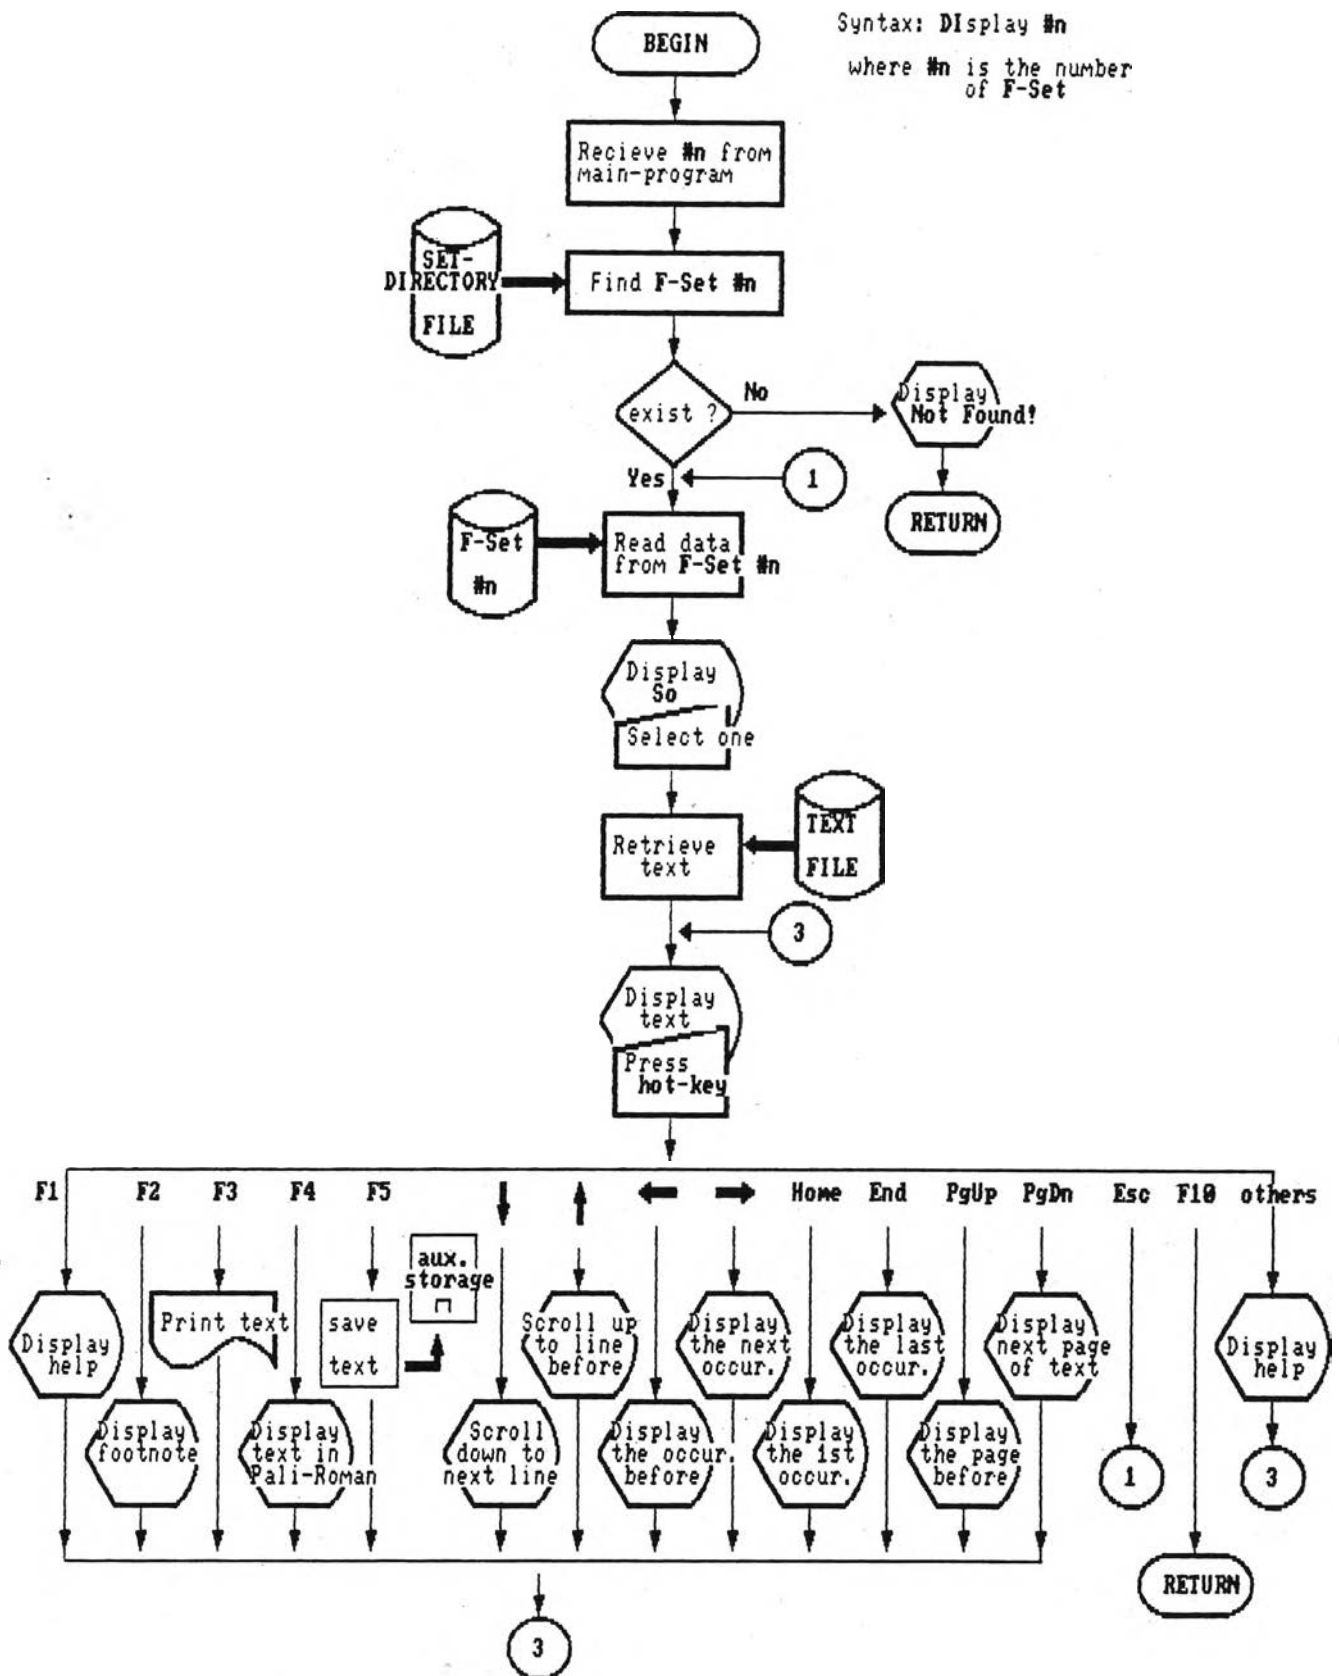 Syntax: DIsplay #n
where #n is the number
of F-Set
BEGIN
Recieve #n from
main-program
SET-
DIRECTORY
FILE
Find F-Set #n
exist ?
No
Display
Not Found!
RETURN
Yes
1
F-Set
#n
Read data
from F-Set #n
Display
So
Select one
Retrieve
text
TEXT
FILE
3
Display
text
Press
hot-key
F1
F2
F3
F4
F5
Home
End
PgUp
PgDn
Esc
F10
others
Display
help
Display
footnote
Print text
Display
text in
Pali-Roman
save
text
aux.
storage
Scroll
down to
next line
Scroll up
to line
before
Display
the occur.
before
Display
the next
occur.
Display
the 1st
occur.
Display
the last
occur.
Display
the page
before
Display
next page
of text
1
RETURN
Display
help
3
3